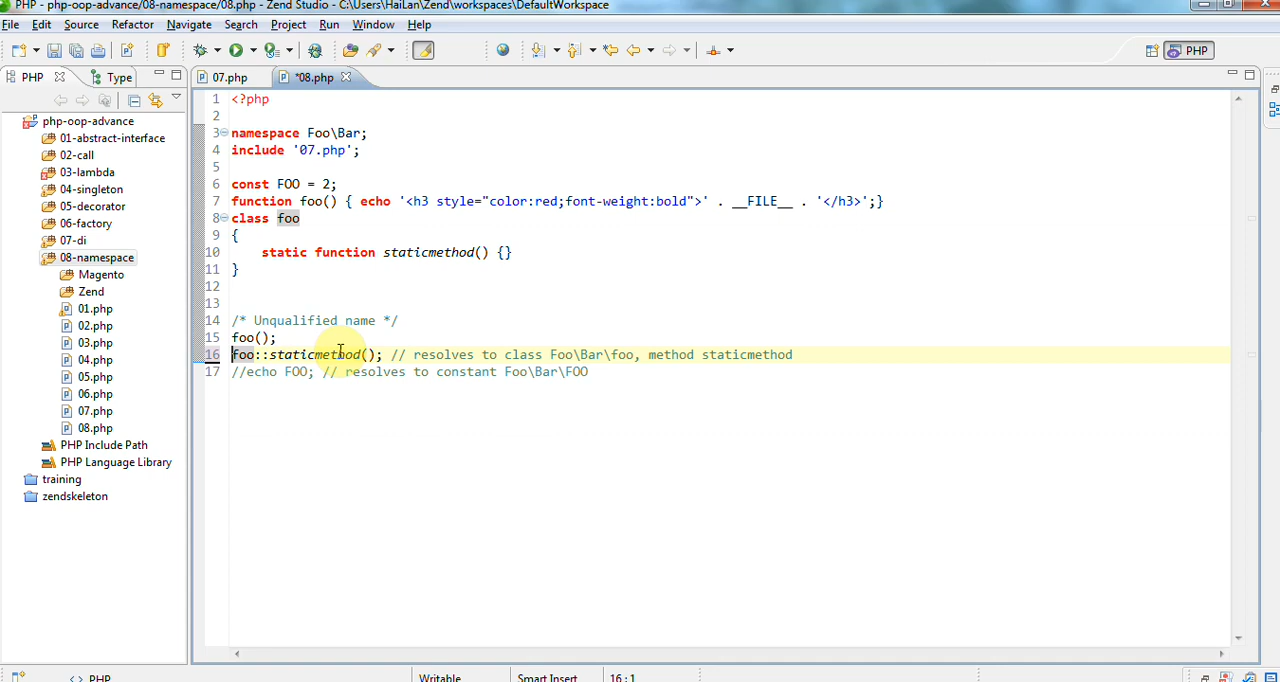 PHP - php-oop-advance/08-namespace/08.php - Zend Studio - C:\Users\HaiLan\Zend\workspaces\DefaultWorkspace
File Edit Source Refactor Navigate Search Project Run Window Help
PHP
PHP Type
07.php *08.php
php-oop-advance
01-abstract-interface
02-call
03-lambda
04-singleton
05-decorator
06-factory
07-di
08-namespace
Magento
Zend
01.php
02.php
03.php
04.php
05.php
06.php
07.php
08.php
PHP Include Path
PHP Language Library
training
zendskeleton
1 <?php
2
3 namespace Foo\Bar;
4 include '07.php';
5
6 const FOO = 2;
7 function foo() { echo '<h3 style="color:red;font-weight:bold">' . __FILE__ . '</h3>';}
8 class foo
9 {
10 static function staticmethod() {}
11 }
12
13
14 /* Unqualified name */
15 foo();
16 foo::staticmethod(); // resolves to class Foo\Bar\foo, method staticmethod
17 //echo FOO; // resolves to constant Foo\Bar\FOO
<> PHP Writable Smart Insert 16 : 1